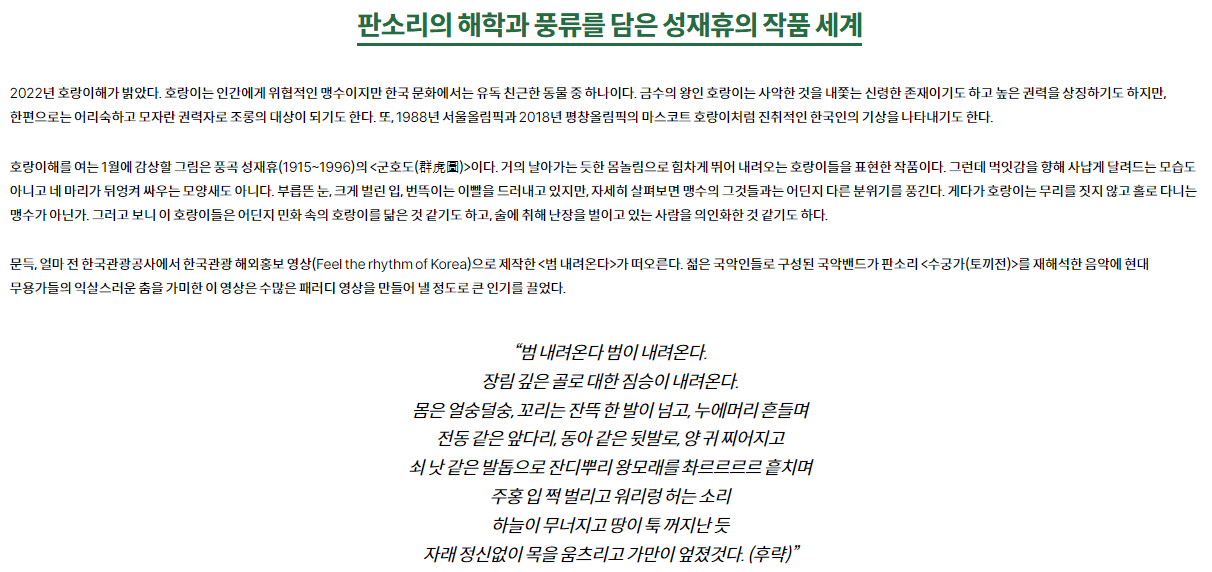 판소리의 해학과 풍류를 담은 성재휴의 작품 세계
2022년 호랑이해가 밝았다. 호랑이는 인간에게 위협적인 맹수이지만 한국 문화에서는 유독 친근한 동물 중 하나이다. 금수의 왕인 호랑이는 사악한 것을 내쫓는 신령한 존재이기도 하고 높은 권력을 상징하기도 하지만,
한편으로는 어리숙하고 모자란 권력자로 조롱의 대상이 되기도 한다. 또, 1988년 서울올림픽과 2018년 평창올림픽의 마스코트 호랑이처럼 진취적인 한국인의 기상을 나타내기도 한다.
호랑이해를 여는 1월에 감상할 그림은 풍곡 성재휴(1915~1996)의 <군호도(群虎圖)>이다. 거의 날아가는 듯한 몸놀림으로 힘차게 뛰어 내려오는 호랑이들을 표현한 작품이다. 그런데 먹잇감을 향해 사납게 달려드는 모습도
아니고 네 마리가 뒤엉켜 싸우는 모양새도 아니다. 부릅뜬 눈, 크게 벌린 입, 번뜩이는 이빨을 드러내고 있지만, 자세히 살펴보면 맹수의 그것들과는 어딘지 다른 분위기를 풍긴다. 게다가 호랑이는 무리를 짓지 않고 홀로 다니는
맹수가 아닌가. 그러고 보니 이 호랑이들은 어딘지 민화 속의 호랑이를 닮은 것 같기도 하고, 술에 취해 난장을 벌이고 있는 사람을 의인화한 것 같기도 하다.
문득, 얼마 전 한국관광공사에서 한국관광 해외홍보 영상(Feel the rhythm of Korea)으로 제작한 <범 내려온다>가 떠오른다. 젊은 국악인들로 구성된 국악밴드가 판소리 <수궁가(토끼전)>를 재해석한 음악에 현대
무용가들의 익살스러운 춤을 가미한 이 영상은 수많은 패러디 영상을 만들어 낼 정도로 큰 인기를 끌었다.
“범 내려온다 범이 내려온다.
장림 깊은 골로 대한 짐승이 내려온다.
몸은 얼숭덜숭, 꼬리는 잔뜩 한 발이 넘고, 누에머리 흔들며
전동 같은 앞다리, 동아 같은 뒷발로, 양 귀 찌어지고
쇠 낫 같은 발톱으로 잔디뿌리 왕모래를 촤르르르르 흩치며
주홍 입 쩍 벌리고 워리렁 허는 소리
하늘이 무너지고 땅이 툭 꺼지난 듯
자래 정신없이 목을 움츠리고 가만이 엎졌것다. (후략)”